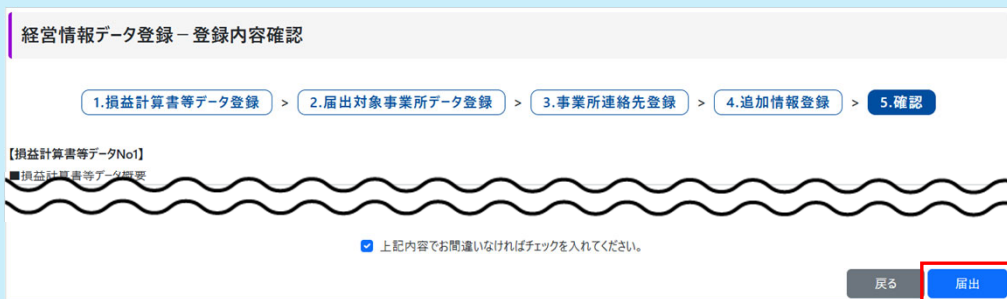 経営情報データ登録－登録内容確認
1.損益計算書等データ登録 > 2.届出対象事業所データ登録 > 3.事業所連絡先登録 > 4.追加情報登録 > 5.確認
【損益計算書等データNo1】
■損益計算書等データ概要
上記内容でお間違いなければチェックを入れてください。
戻る 届出